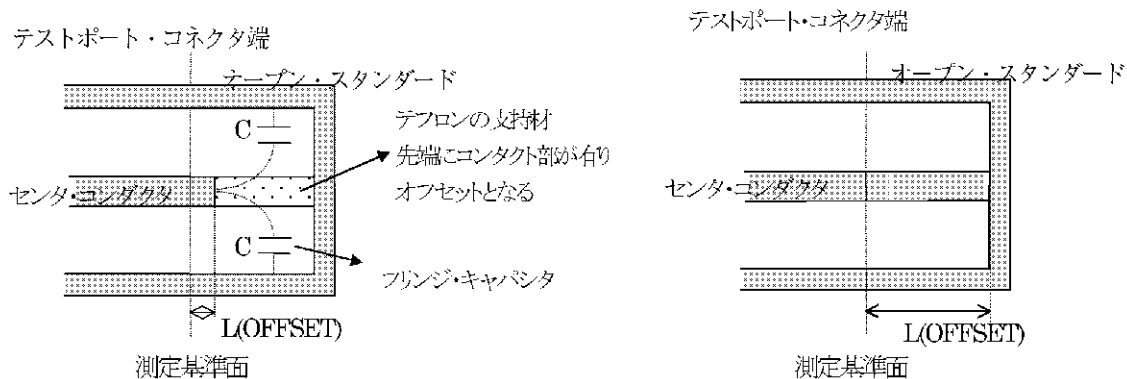 テストポート・コネクタ端
オープン・スタンダード
C
テフロンの支持材
先端にコンタクト部が有り
オフセットとなる
センタ・コンダクタ
C
フリンジ・キャパシタ
L(OFFSET)
測定基準面
テストポート・コネクタ端
オープン・スタンダード
センタ・コンダクタ
L(OFFSET)
測定基準面